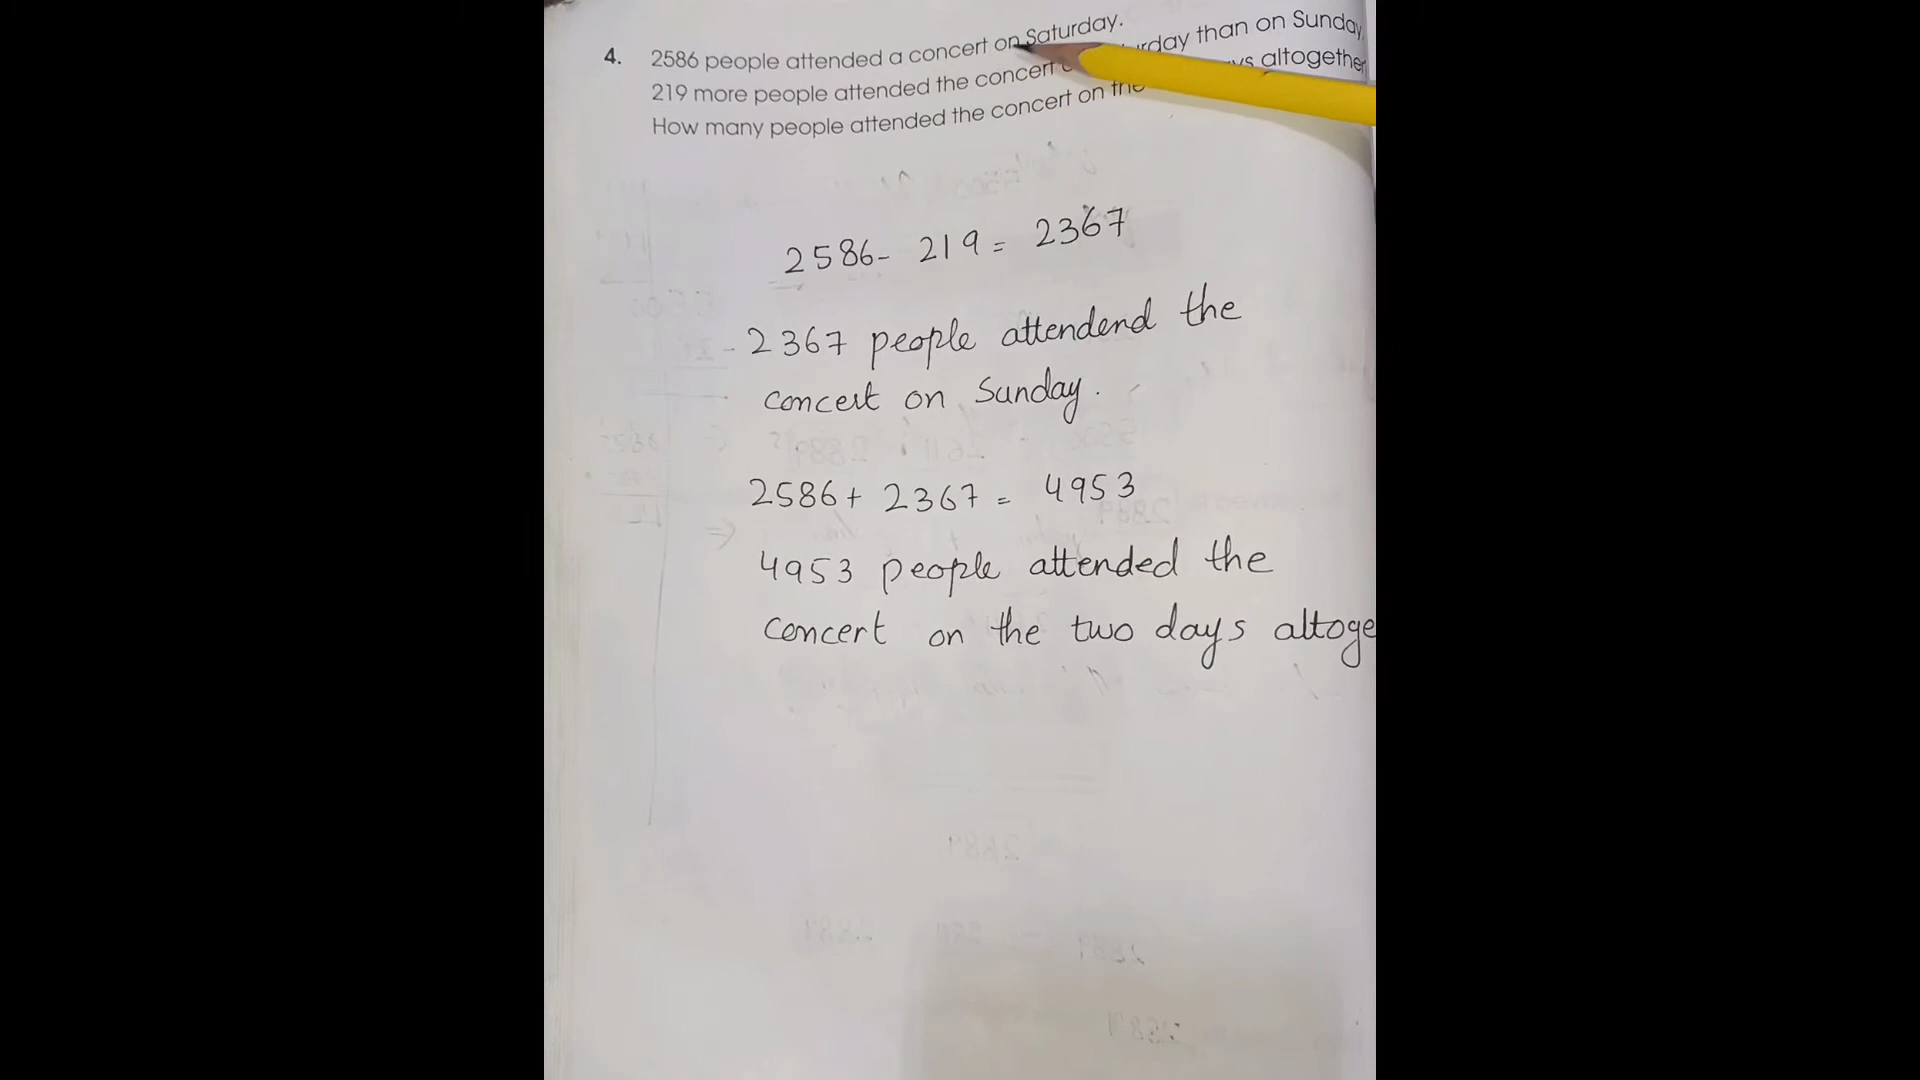 4. 2586 people attended a concert on Saturday.
219 more people attended the concert than on Sunday
How many people attended the concert on the altogether
2586 - 219 = 2367
2367 people attendend the
concert on Sunday.
2586 + 2367 = 4953
4953 people attended the
concert on the two days altoge